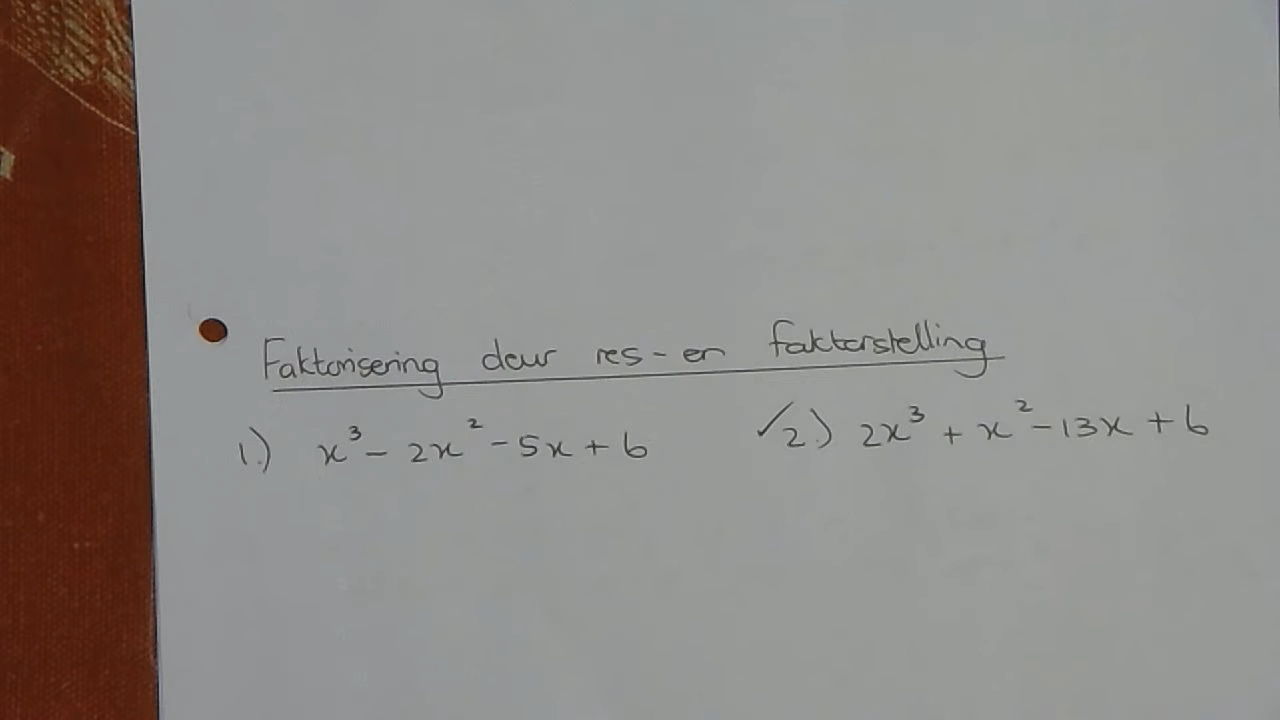 Faktorisering deur res-en faktorstelling
1.) x³ - 2x² - 5x + 6 ✓2.) 2x³ + x² - 13x + 6